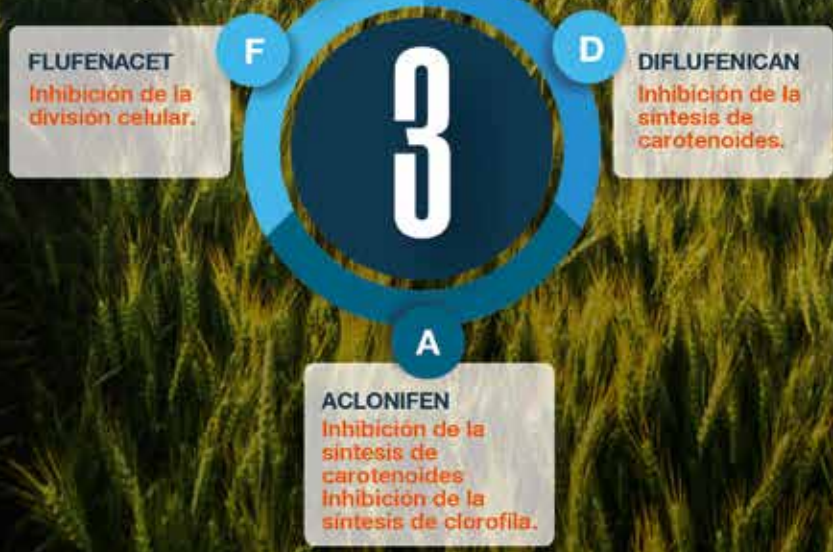 F
FLUFENACET
Inhibición de la
división celular.
3
D
DIFLUFENICAN
Inhibición de la
síntesis de
carotenoides.
A
ACLONIFEN
Inhibición de la
síntesis de
carotenoides
Inhibición de la
síntesis de clorofila.